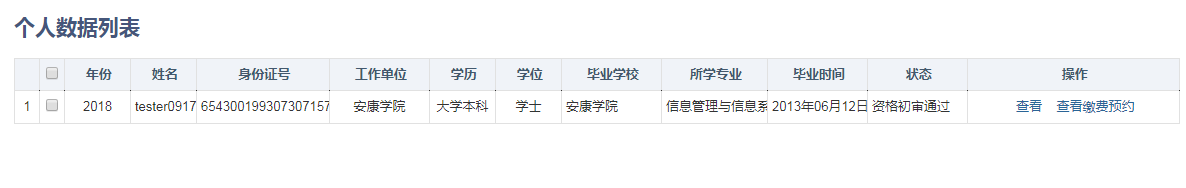 个人数据列表
年份 姓名 身份证号 工作单位 学历 学位 毕业学校 所学专业 毕业时间 状态 操作
1 2018 tester0917 654300199307307157 安康学院 大学本科 学士 安康学院 信息管理与信息系 2013年06月12日 资格初审通过 查看 查看缴费预约